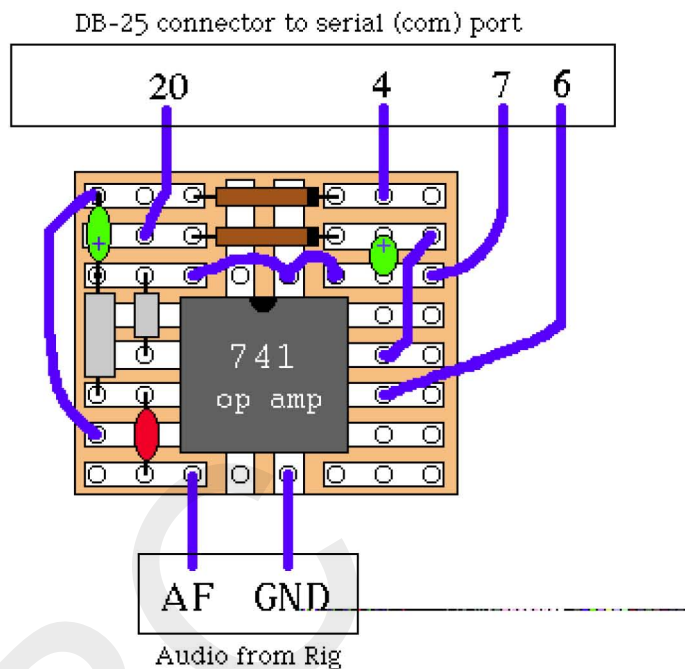 DB-25 connector to serial (com) port
20 4 7 6
+ +
741
op amp
AF GND
Audio from Rig